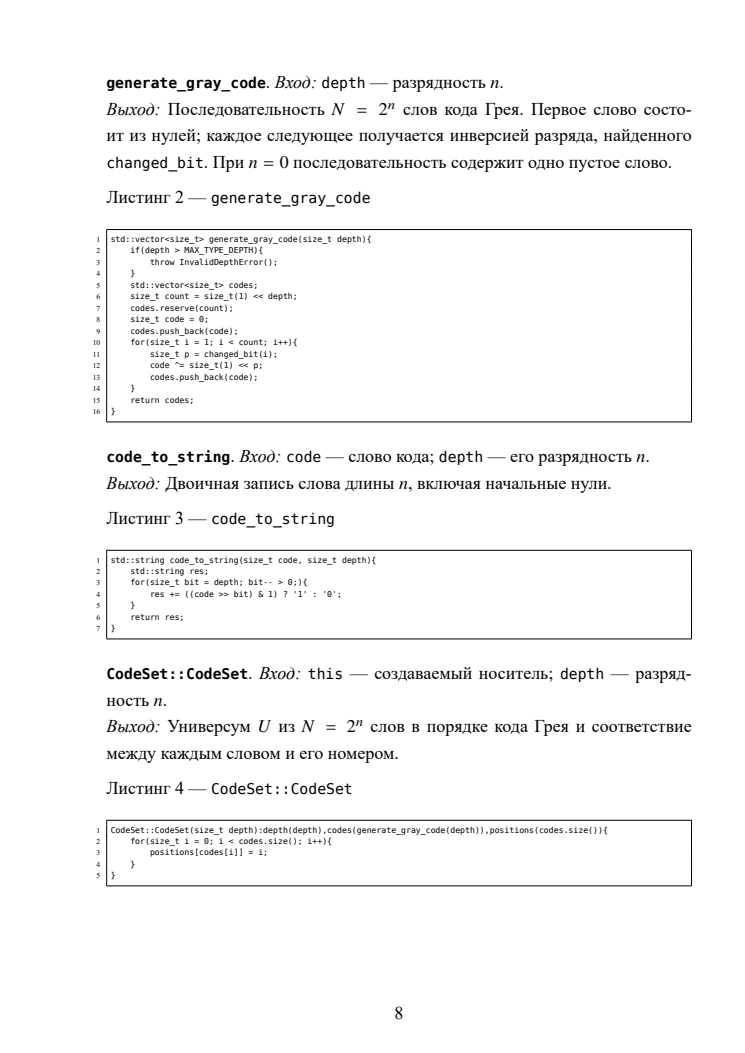 generate_gray_code. Вход: depth — разрядность n.
Выход: Последовательность N = 2ⁿ слов кода Грея. Первое слово состо-
ит из нулей; каждое следующее получается инверсией разряда, найденного
changed_bit. При n = 0 последовательность содержит одно пустое слово.
Листинг 2 — generate_gray_code
1 std::vector<size_t> generate_gray_code(size_t depth){
2     if(depth > MAX_TYPE_DEPTH){
3         throw InvalidDepthError();
4     }
5     std::vector<size_t> codes;
6     size_t count = size_t(1) << depth;
7     codes.reserve(count);
8     size_t code = 0;
9     codes.push_back(code);
10     for(size_t i = 1; i < count; i++){
11         size_t p = changed_bit(i);
12         code ^= size_t(1) << p;
13         codes.push_back(code);
14     }
15     return codes;
16 }
code_to_string. Вход: code — слово кода; depth — его разрядность n.
Выход: Двоичная запись слова длины n, включая начальные нули.
Листинг 3 — code_to_string
1 std::string code_to_string(size_t code, size_t depth){
2     std::string res;
3     for(size_t bit = depth; bit-- > 0;){
4         res += ((code >> bit) & 1) ? '1' : '0';
5     }
6     return res;
7 }
CodeSet::CodeSet. Вход: this — создаваемый носитель; depth — разряд-
ность n.
Выход: Универсум U из N = 2ⁿ слов в порядке кода Грея и соответствие
между каждым словом и его номером.
Листинг 4 — CodeSet::CodeSet
1 CodeSet::CodeSet(size_t depth):depth(depth),codes(generate_gray_code(depth)),positions(codes.size()){
2     for(size_t i = 0; i < codes.size(); i++){
3         positions[codes[i]] = i;
4     }
5 }
8